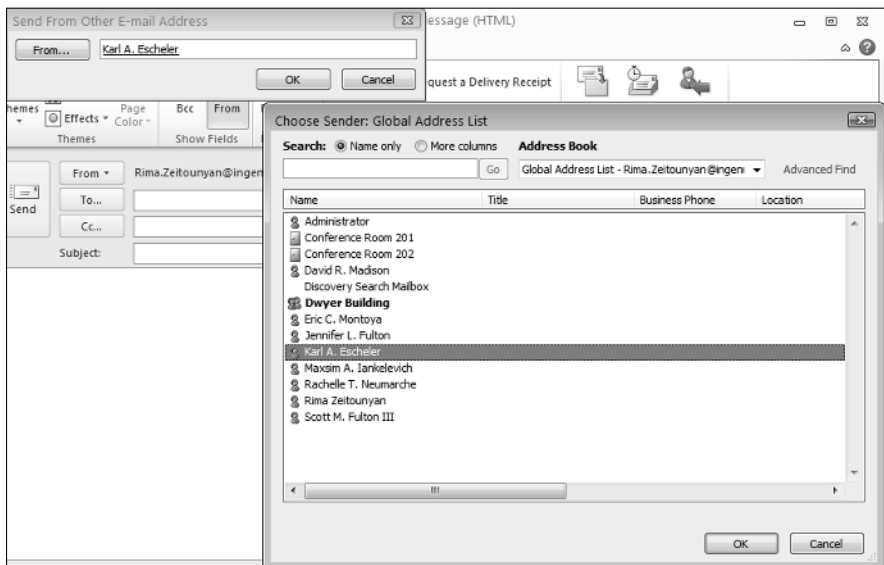 Send From Other E-mail Address
essage (HTML)
From...
Karl A. Escheler
OK
Cancel
quest a Delivery Receipt
hemes
Effects
Page
Color
Bcc
From
Themes
Show Fields
Send
From
Rima.Zeitounyan@ingen
To...
Cc...
Subject:
Choose Sender: Global Address List
Search:
Name only
More columns
Address Book
Go
Global Address List - Rima.Zeitounyan@ingen
Advanced Find
Name
Title
Business Phone
Location
Administrator
Conference Room 201
Conference Room 202
David R. Madison
Discovery Search Mailbox
Dwyer Building
Eric C. Montoya
Jennifer L. Fulton
Karl A. Escheler
Maxsim A. Iankelevich
Rachelle T. Neumarche
Rima Zeitounyan
Scott M. Fulton III
OK
Cancel